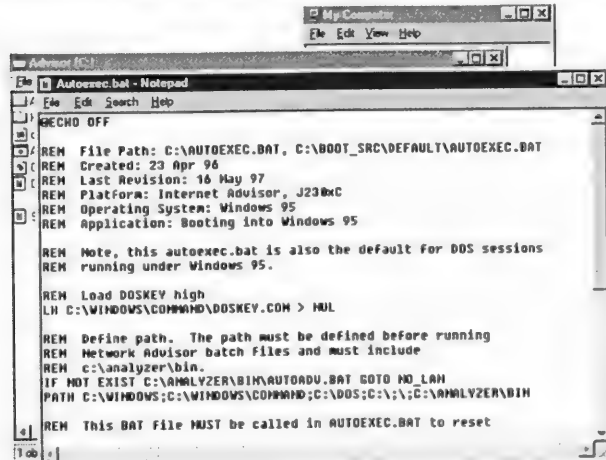 My Computer
File Edit View Help
Advisor (C:)
File
Autoexec.bat - Notepad
File Edit Search Help
@ECHO OFF
REM File Path: C:\AUTOEXEC.BAT, C:\BOOT_SRC\DEFAULT\AUTOEXEC.BAT
REM Created: 23 Apr 96
REM Last Revision: 16 May 97
REM Platform: Internet Advisor, J230xC
REM Operating System: Windows 95
REM Application: Booting into Windows 95
REM Note, this autoexec.bat is also the default for DOS sessions
REM running under Windows 95.
REM Load DOSKEY high
LH C:\WINDOWS\COMMAND\DOSKEY.COM > NUL
REM Define path. The path must be defined before running
REM Network Advisor batch files and must include
REM c:\analyzer\bin.
IF NOT EXIST C:\ANALYZER\BIN\AUTOADV.BAT GOTO NO_LAN
PATH C:\WINDOWS;C:\WINDOWS\COMMAND;C:\DOS;C:\;\;C:\ANALYZER\BIN
REM This BAT File MUST be called in AUTOEXEC.BAT to reset
1 ob